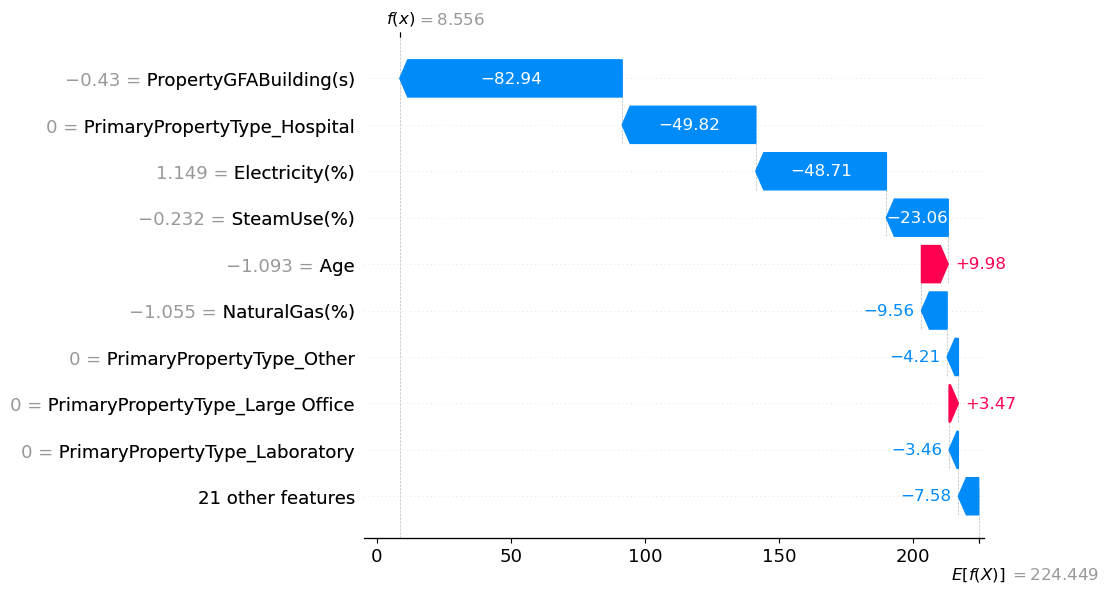 f(x) = 8.556
−0.43 = PropertyGFABuilding(s)
−82.94
0 = PrimaryPropertyType_Hospital
−49.82
1.149 = Electricity(%)
−48.71
−0.232 = SteamUse(%)
−23.06
−1.093 = Age
+9.98
−1.055 = NaturalGas(%)
−9.56
0 = PrimaryPropertyType_Other
−4.21
0 = PrimaryPropertyType_Large Office
+3.47
0 = PrimaryPropertyType_Laboratory
−3.46
21 other features
−7.58
0 50 100 150 200
E[f(X)] = 224.449